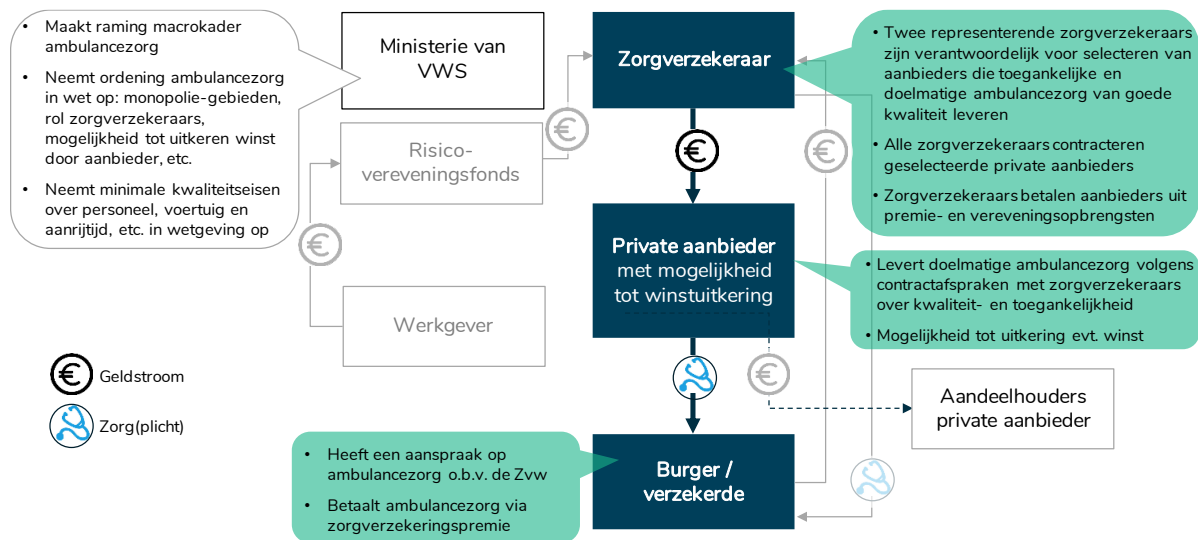 • Maakt raming macrokader
ambulancezorg
• Neemt ordening ambulancezorg
in wet op: monopolie-gebieden,
rol zorgverzekeraars,
mogelijkheid tot uitkeren winst
door aanbieder, etc.
• Neemt minimale kwaliteitseisen
over personeel, voertuig en
aanrijtijd, etc. in wetgeving op
Ministerie van
VWS
Zorgverzekeraar
• Twee representerende zorgverzekeraars
zijn verantwoordelijk voor selecteren van
aanbieders die toegankelijke en
doelmatige ambulancezorg van goede
kwaliteit leveren
• Alle zorgverzekeraars contracteren
geselecteerde private aanbieders
• Zorgverzekeraars betalen aanbieders uit
premie- en vereveningsopbrengsten
Risico-
vereveningsfonds
Private aanbieder
met mogelijkheid
tot winstuitkering
• Levert doelmatige ambulancezorg volgens
contractafspraken met zorgverzekeraars
over kwaliteit- en toegankelijkheid
• Mogelijkheid tot uitkering evt. winst
Werkgever
€ Geldstroom
Zorg(plicht)
Aandeelhouders
private aanbieder
• Heeft een aanspraak op
ambulancezorg o.b.v. de Zvw
• Betaalt ambulancezorg via
zorgverzekeringspremie
Burger /
verzekerde
€
€
€
€
€